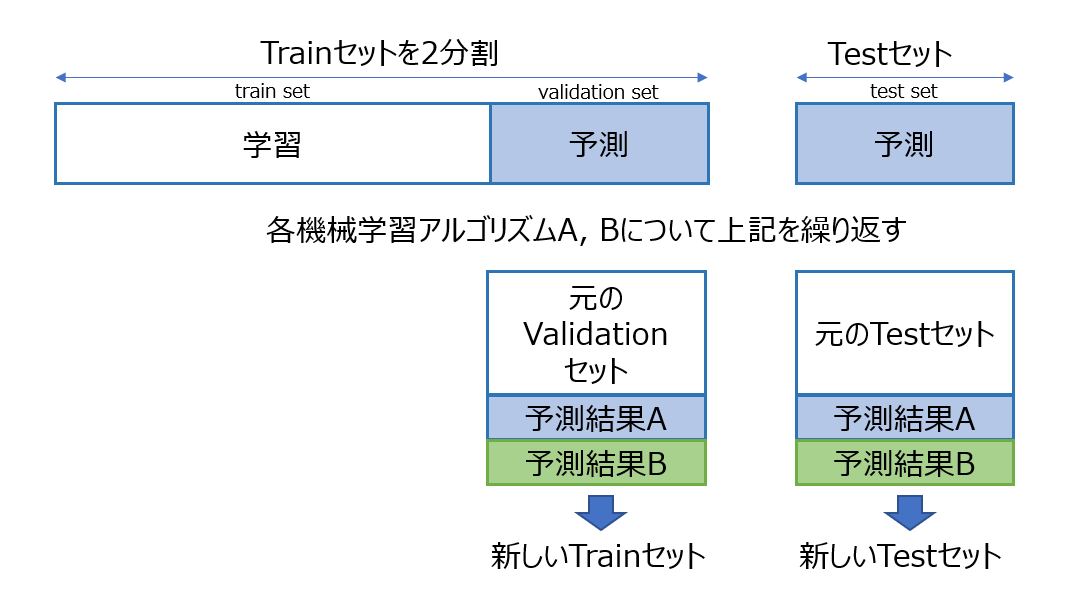 Trainセットを2分割
Testセット
train set
validation set
test set
学習
予測
予測
各機械学習アルゴリズムA, Bについて上記を繰り返す
元の
Validation
セット
元のTestセット
予測結果A
予測結果A
予測結果B
予測結果B
新しいTrainセット
新しいTestセット